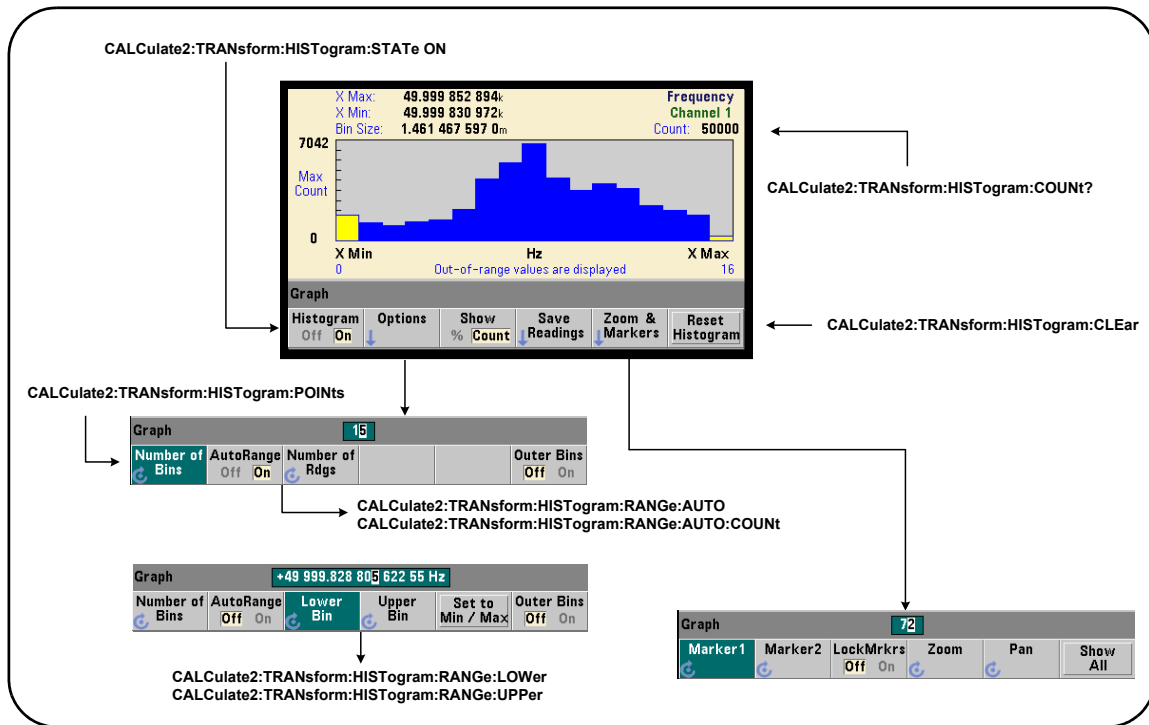 CALCulate2:TRANsform:HISTogram:STATe ON
X Max: 49.999 852 894k
Frequency
X Min: 49.999 830 972k
Channel 1
Bin Size: 1.461 467 597 0m
Count: 50000
7042
Max
Count
0
X Min
Hz
X Max
0
Out-of-range values are displayed
16
Graph
Histogram
Off On
Options
Show
% Count
Save
Readings
Zoom &
Markers
Reset
Histogram
CALCulate2:TRANsform:HISTogram:COUNt?
CALCulate2:TRANsform:HISTogram:CLEar
CALCulate2:TRANsform:HISTogram:POINts
Graph
15
Number of
Bins
AutoRange
Off On
Number of
Rdgs
Outer Bins
Off On
CALCulate2:TRANsform:HISTogram:RANGe:AUTO
CALCulate2:TRANsform:HISTogram:RANGe:AUTO:COUNt
Graph
+49 999.828 805 622 55 Hz
Number of
Bins
AutoRange
Off On
Lower
Bin
Upper
Bin
Set to
Min / Max
Outer Bins
Off On
CALCulate2:TRANsform:HISTogram:RANGe:LOWer
CALCulate2:TRANsform:HISTogram:RANGe:UPPer
Graph
72
Marker1
Marker2
LockMrkrs
Off On
Zoom
Pan
Show
All